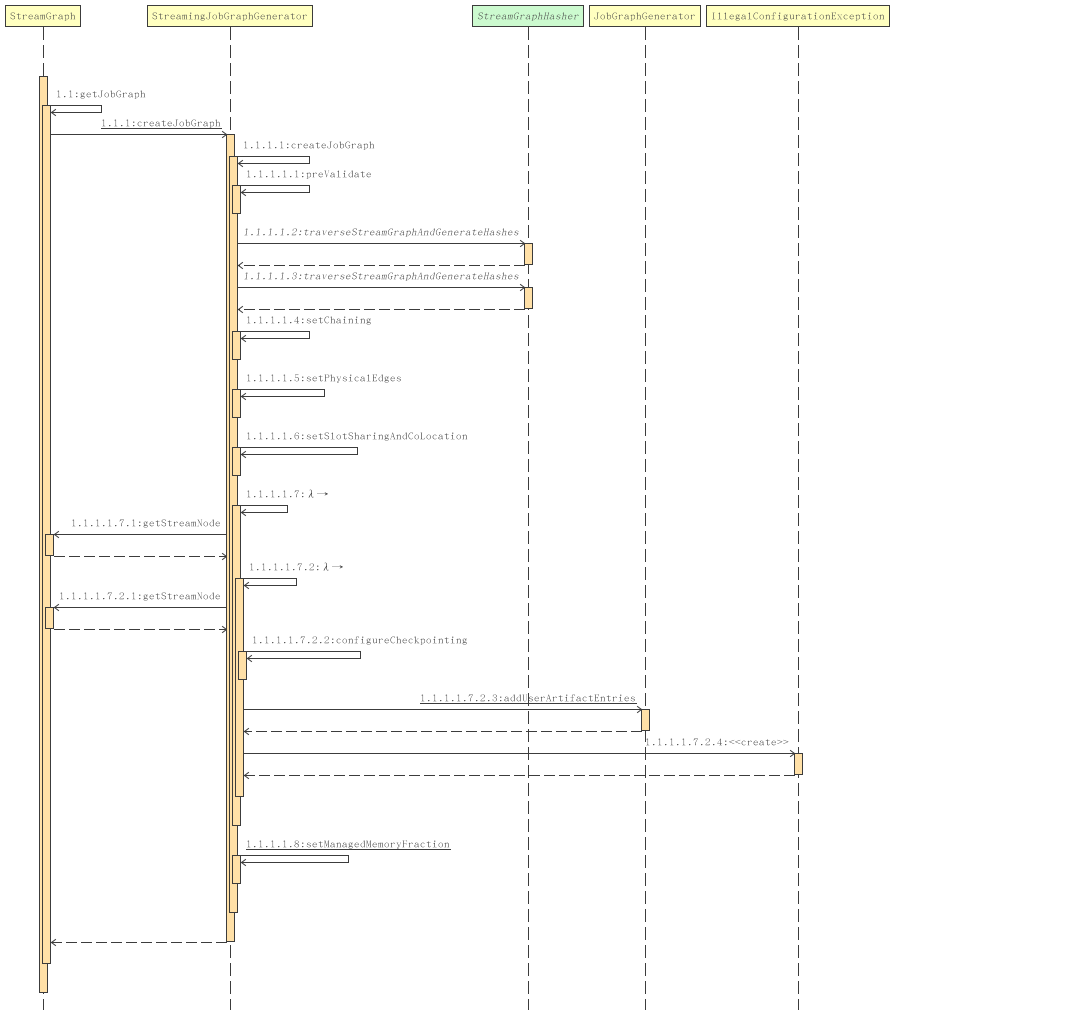 StreamGraph
StreamingJobGraphGenerator
StreamGraphHasher
JobGraphGenerator
IllegalConfigurationException
1.1:getJobGraph
1.1.1:createJobGraph
1.1.1.1:createJobGraph
1.1.1.1.1:preValidate
1.1.1.1.2:traverseStreamGraphAndGenerateHashes
1.1.1.1.3:traverseStreamGraphAndGenerateHashes
1.1.1.1.4:setChaining
1.1.1.1.5:setPhysicalEdges
1.1.1.1.6:setSlotSharingAndCoLocation
1.1.1.1.7:λ→
1.1.1.1.7.1:getStreamNode
1.1.1.1.7.2:λ→
1.1.1.1.7.2.1:getStreamNode
1.1.1.1.7.2.2:configureCheckpointing
1.1.1.1.7.2.3:addUserArtifactEntries
1.1.1.1.7.2.4:<<create>>
1.1.1.1.8:setManagedMemoryFraction